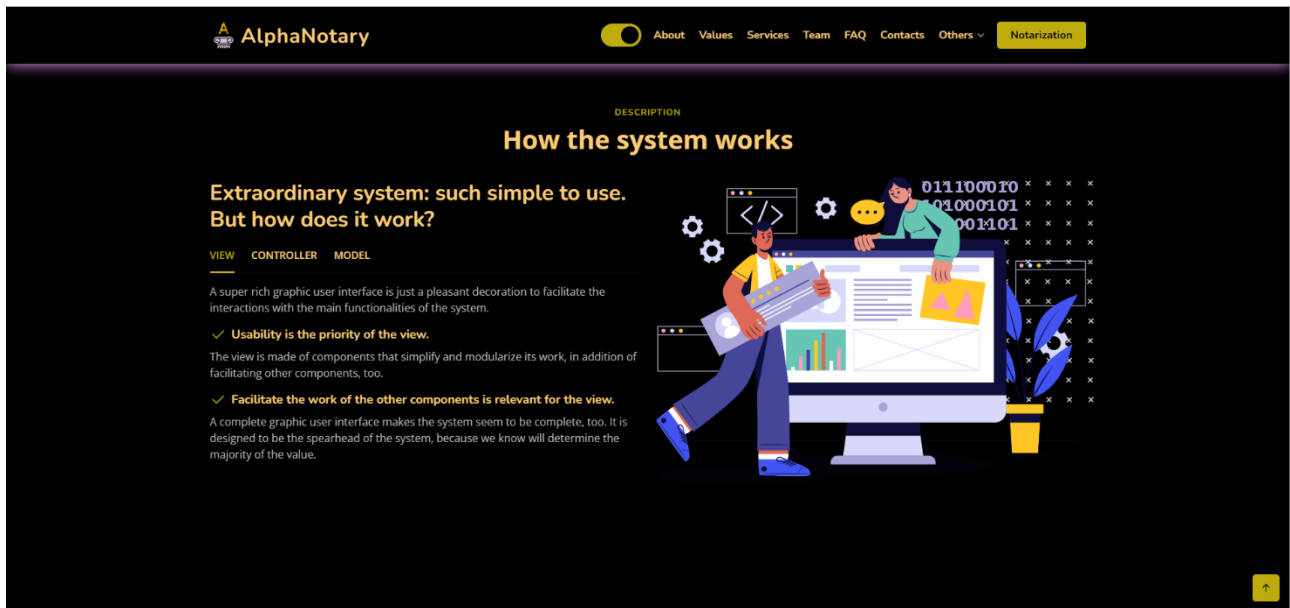 AlphaNotary
About Values Services Team FAQ Contacts Others Notarization
DESCRIPTION
How the system works
Extraordinary system: such simple to use.
But how does it work?
VIEW CONTROLLER MODEL
A super rich graphic user interface is just a pleasant decoration to facilitate the
interactions with the main functionalities of the system.
Usability is the priority of the view.
The view is made of components that simplify and modularize its work, in addition of
facilitating other components, too.
Facilitate the work of the other components is relevant for the view.
A complete graphic user interface makes the system seem to be complete, too. It is
designed to be the spearhead of the system, because we know will determine the
majority of the value.